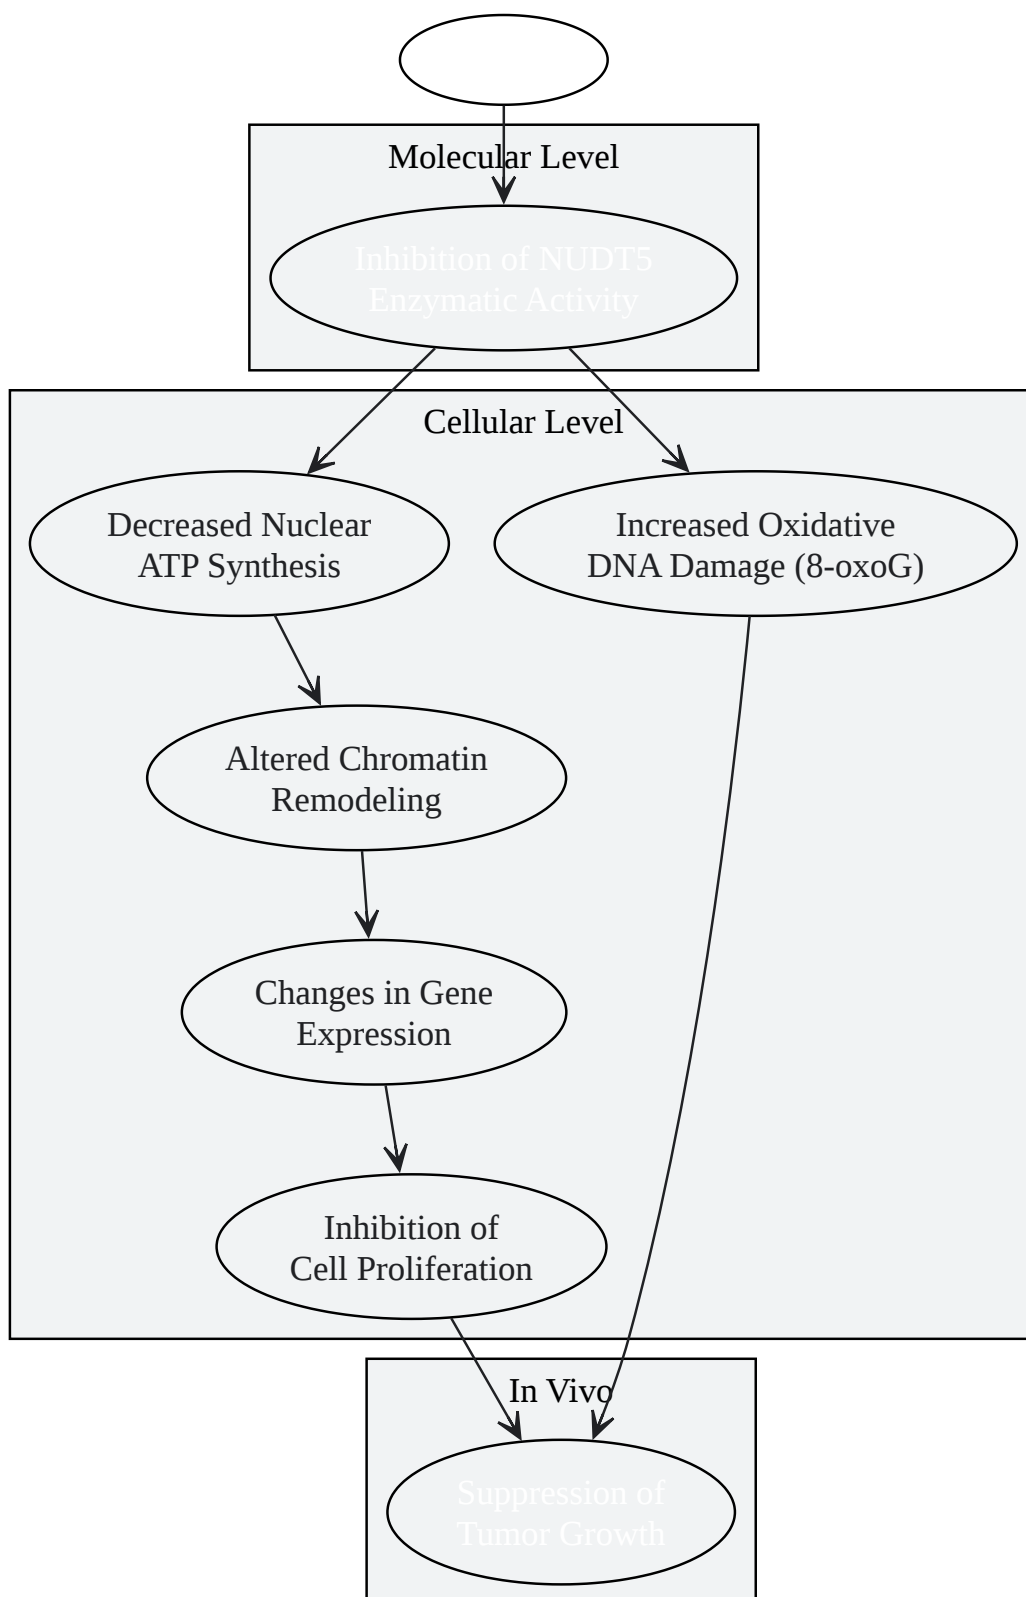 Molecular Level
Inhibition of NUDT5
Enzymatic Activity
Cellular Level
Decreased Nuclear
ATP Synthesis
Increased Oxidative
DNA Damage (8-oxoG)
Altered Chromatin
Remodeling
Changes in Gene
Expression
Inhibition of
Cell Proliferation
In Vivo
Suppression of
Tumor Growth